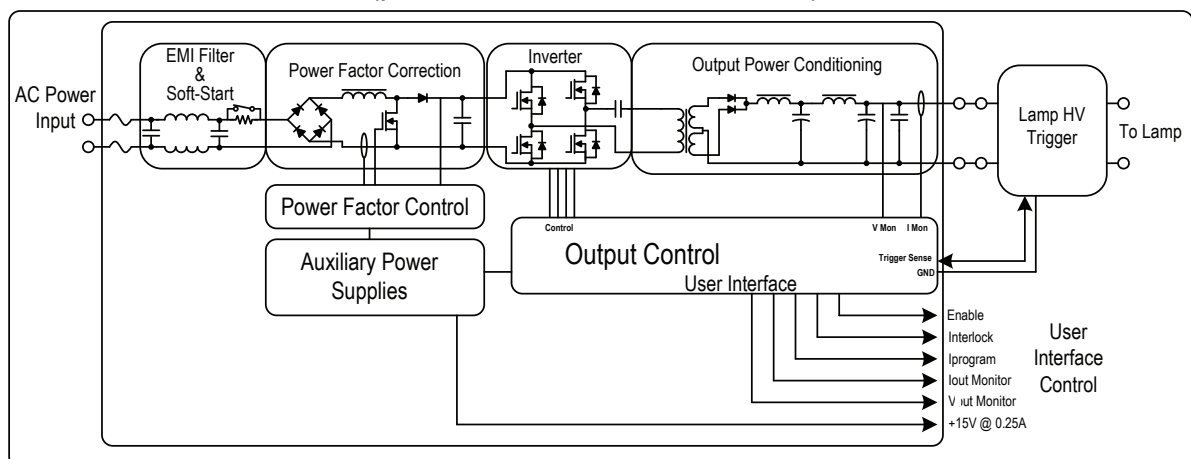 EMI Filter
&
Soft-Start
Power Factor Correction
Inverter
Output Power Conditioning
AC Power
Input
Lamp HV
Trigger
To Lamp
Power Factor Control
Control
V Mon
I Mon
Output Control
Auxiliary Power
Supplies
Trigger Sense
GND
User Interface
Enable
Interlock
Iprogram
Iout Monitor
Vout Monitor
+15V @ 0.25A
User
Interface
Control